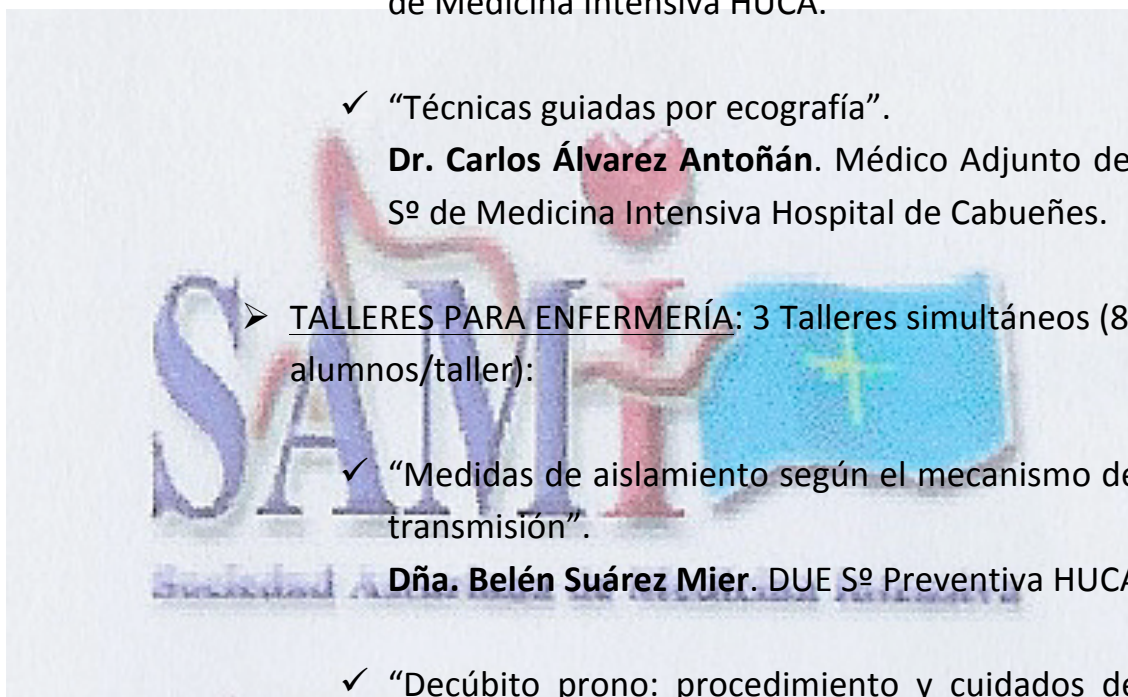 de Medicina Intensiva HUCA.
✓ “Técnicas guiadas por ecografía”.
Dr. Carlos Álvarez Antoñán. Médico Adjunto de
Sº de Medicina Intensiva Hospital de Cabueñes.
➢ TALLERES PARA ENFERMERÍA: 3 Talleres simultáneos (8
alumnos/taller):
✓ “Medidas de aislamiento según el mecanismo de
transmisión”.
Dña. Belén Suárez Mier. DUE Sº Preventiva HUCA
✓ “Decúbito prono: procedimiento y cuidados de
SAMI
Sociedad